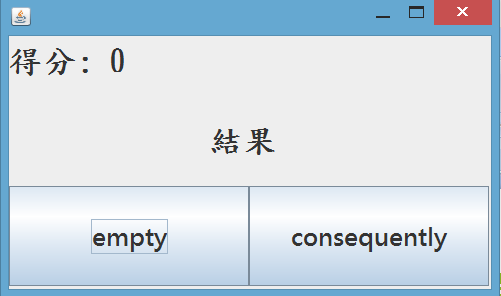 得分: 0
結果
empty consequently